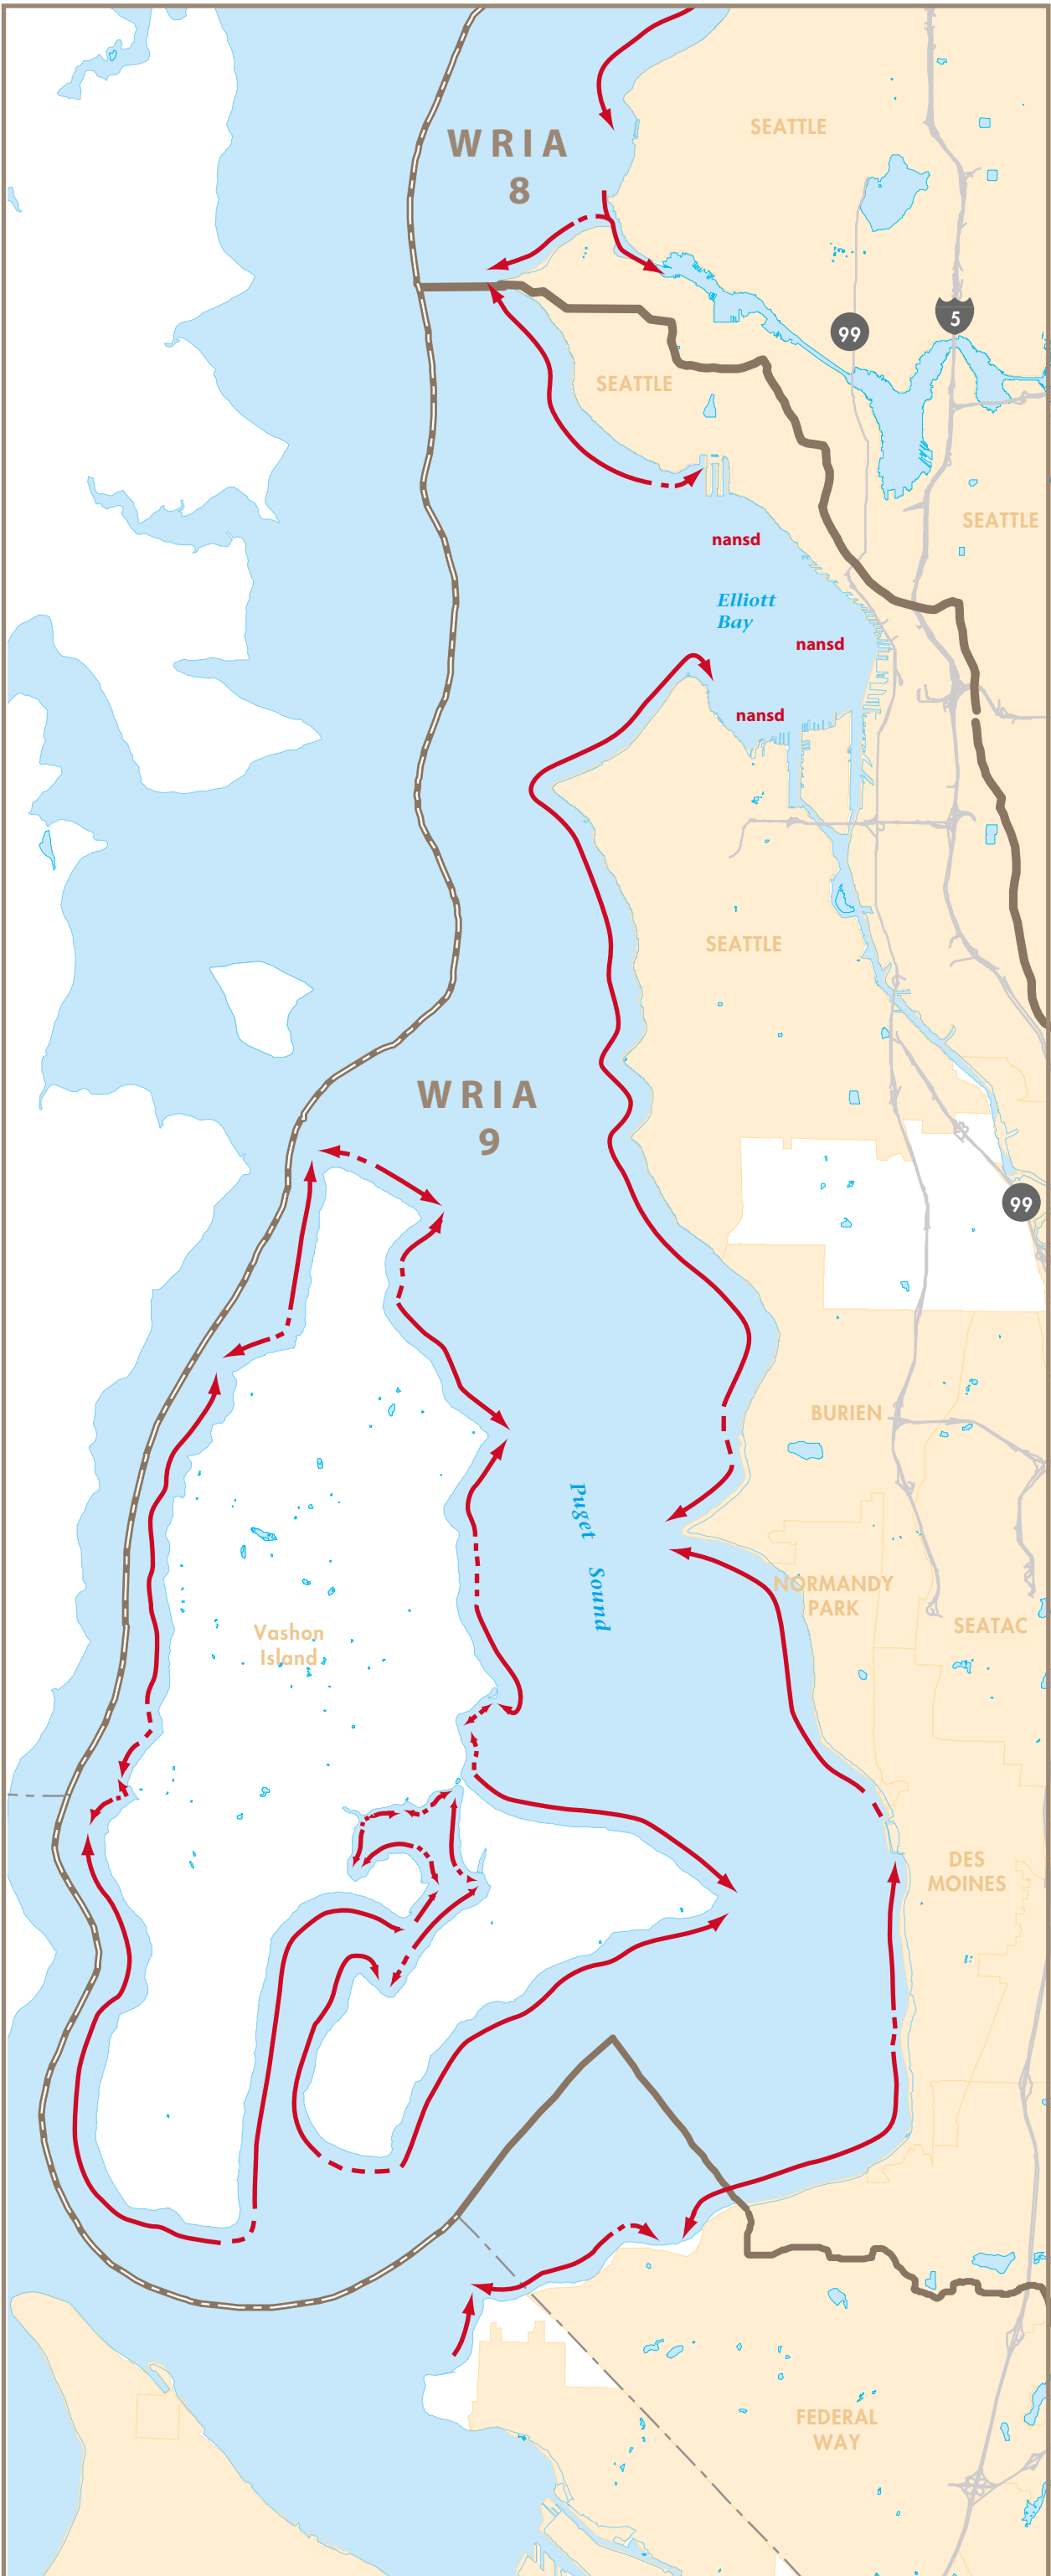 SEATTLE
WRIA
8
5
99
SEATTLE
SEATTLE
nansd
Elliott
Bay
nansd
nansd
SEATTLE
WRIA
9
99
BURIEN
Puget
Sound
NORMANDY
PARK
SEATAC
Vashon
Island
DES
MOINES
FEDERAL
WAY